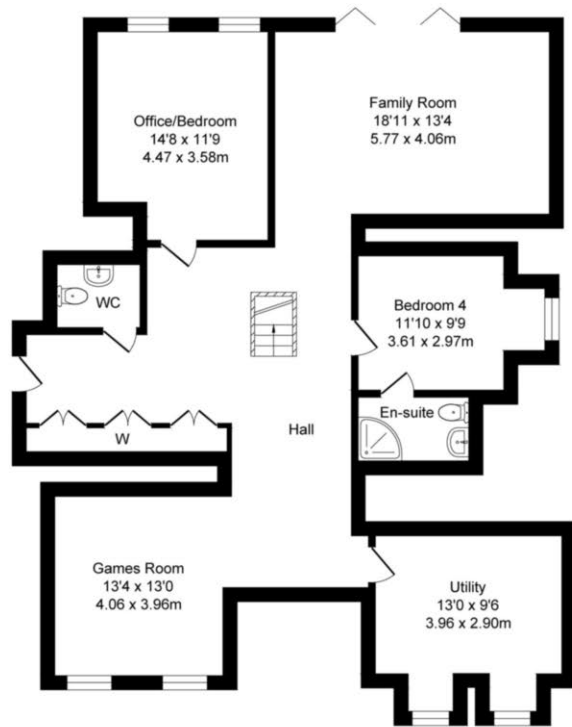 Office/Bedroom
14'8 x 11'9
4.47 x 3.58m
Family Room
18'11 x 13'4
5.77 x 4.06m
WC
Bedroom 4
11'10 x 9'9
3.61 x 2.97m
En-suite
W
Hall
Games Room
13'4 x 13'0
4.06 x 3.96m
Utility
13'0 x 9'6
3.96 x 2.90m